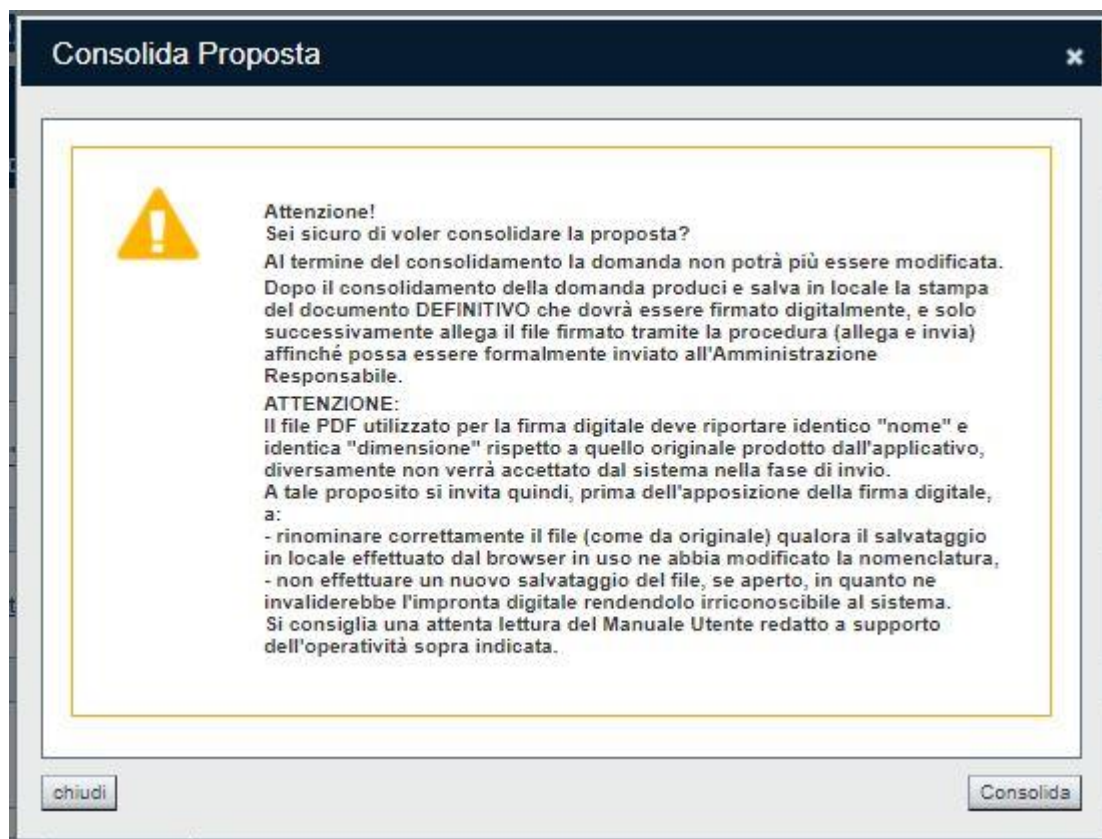 Consolida Proposta
Attenzione!
Sei sicuro di voler consolidare la proposta?
Al termine del consolidamento la domanda non potrà più essere modificata.
Dopo il consolidamento della domanda produci e salva in locale la stampa
del documento DEFINITIVO che dovrà essere firmato digitalmente, e solo
successivamente allega il file firmato tramite la procedura (allega e invia)
affinché possa essere formalmente inviato all'Amministrazione
Responsabile.
ATTENZIONE:
Il file PDF utilizzato per la firma digitale deve riportare identico "nome" e
identica "dimensione" rispetto a quello originale prodotto dall'applicativo,
diversamente non verrà accettato dal sistema nella fase di invio.
A tale proposito si invita quindi, prima dell'apposizione della firma digitale,
a:
- rinominare correttamente il file (come da originale) qualora il salvataggio
in locale effettuato dal browser in uso ne abbia modificato la nomenclatura,
- non effettuare un nuovo salvataggio del file, se aperto, in quanto ne
invaliderebbe l'impronta digitale rendendolo irriconoscibile al sistema.
Si consiglia una attenta lettura del Manuale Utente redatto a supporto
dell'operatività sopra indicata.
chiudi
Consolida